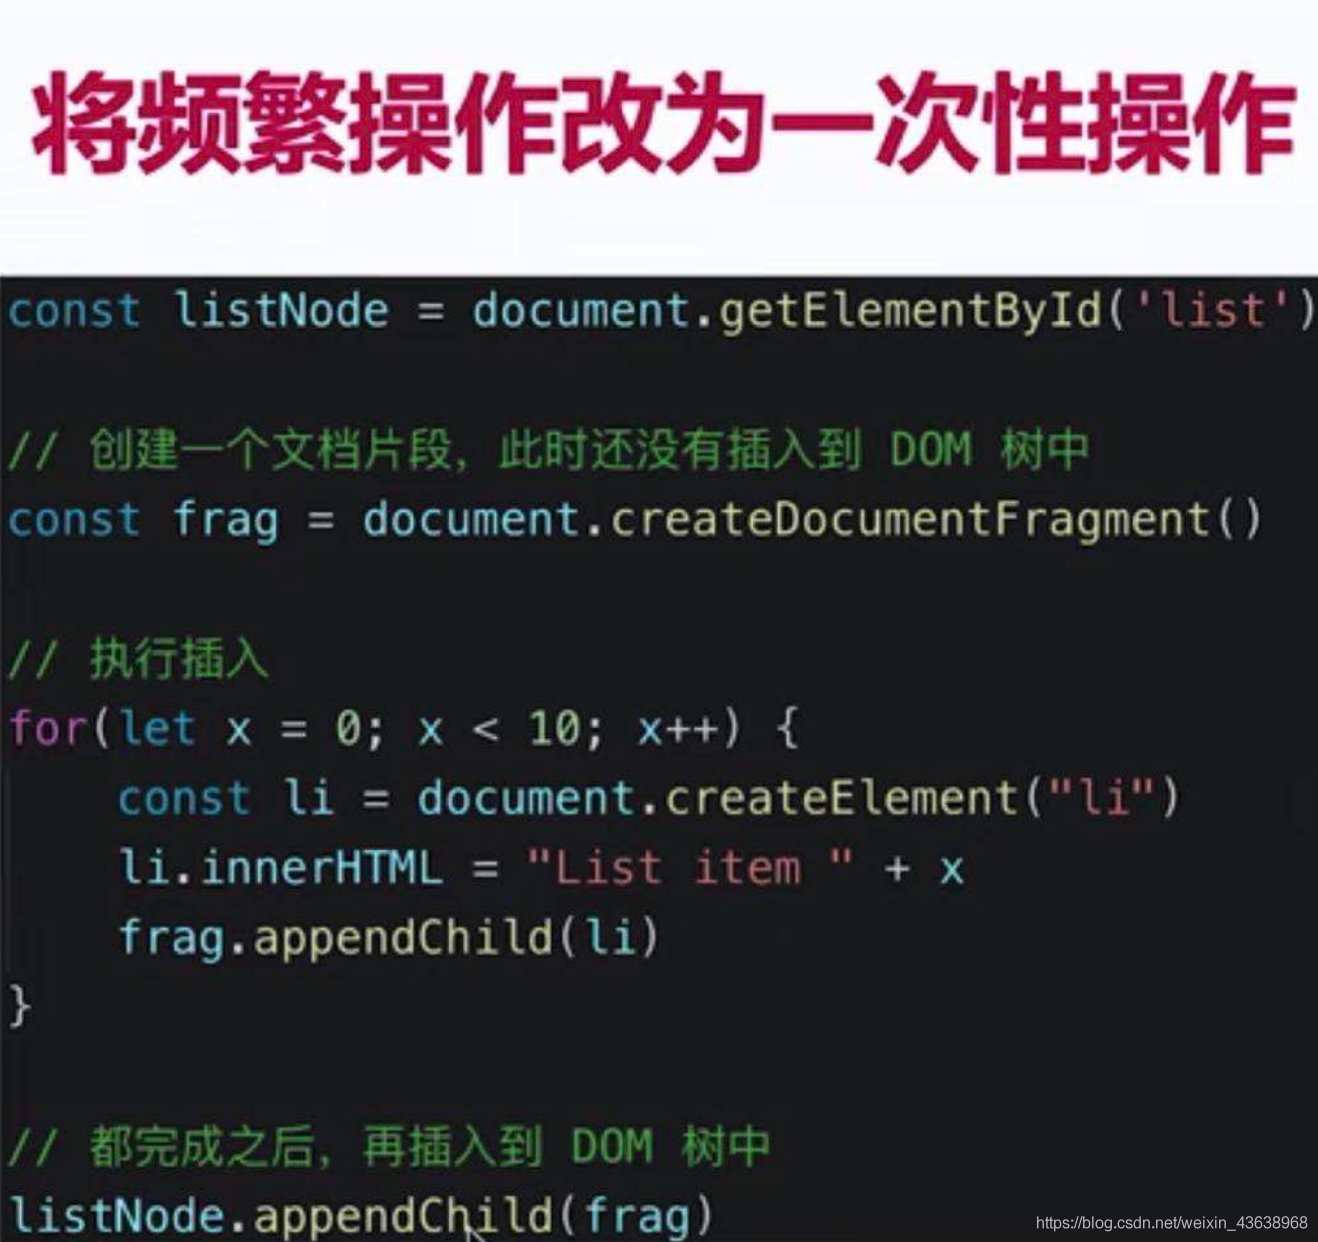 将频繁操作改为一次性操作
const listNode = document.getElementById('list')
// 创建一个文档片段，此时还没有插入到 DOM 树中
const frag = document.createDocumentFragment()
// 执行插入
for(let x = 0; x < 10; x++) {
    const li = document.createElement("li")
    li.innerHTML = "List item " + x
    frag.appendChild(li)
}
// 都完成之后，再插入到 DOM 树中
listNode.appendChild(frag)
https://blog.csdn.net/weixin_43638968